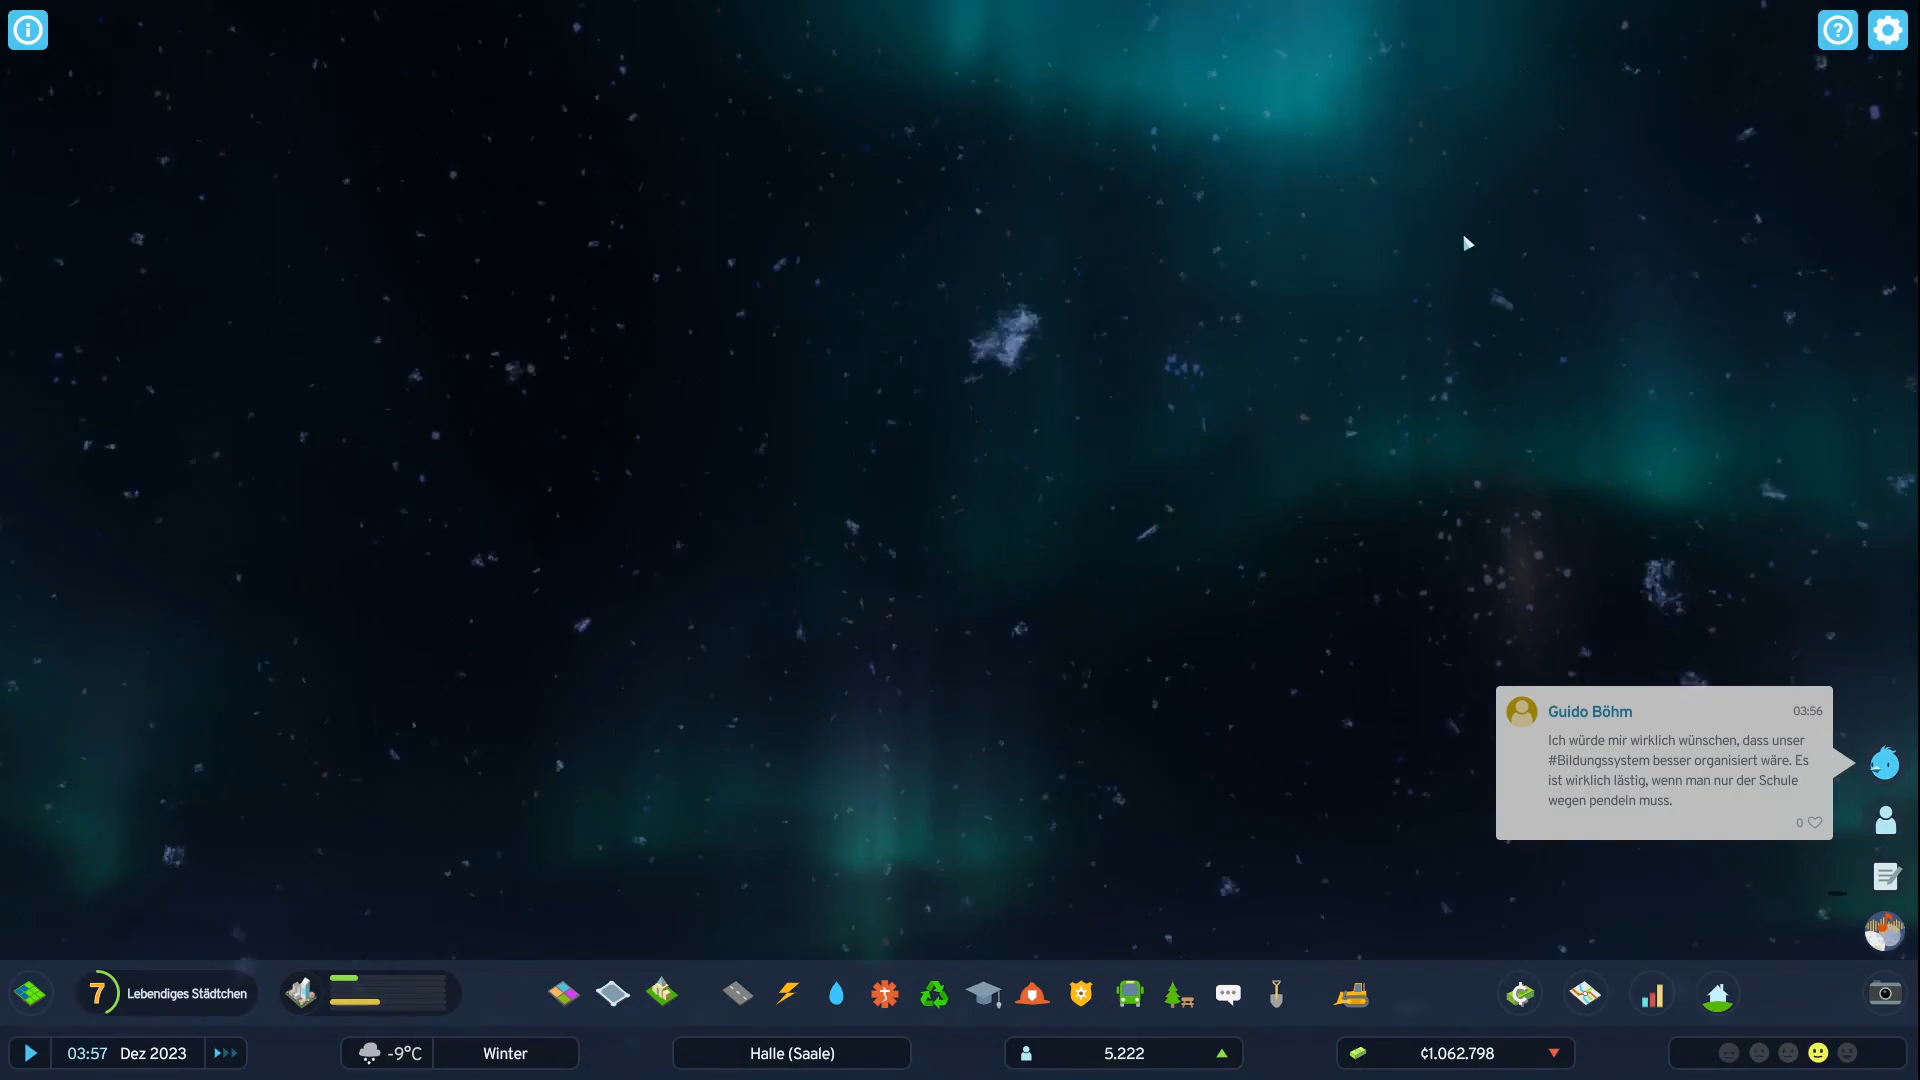 Guido Böhm
03:56
Ich würde mir wirklich wünschen, dass unser
#Bildungssystem besser organisiert wäre. Es
ist wirklich lästig, wenn man nur der Schule
wegen pendeln muss.
0
7
Lebendiges Städtchen
03:57
Dez 2023
-9°C
Winter
Halle (Saale)
5.222
¢1.062.798